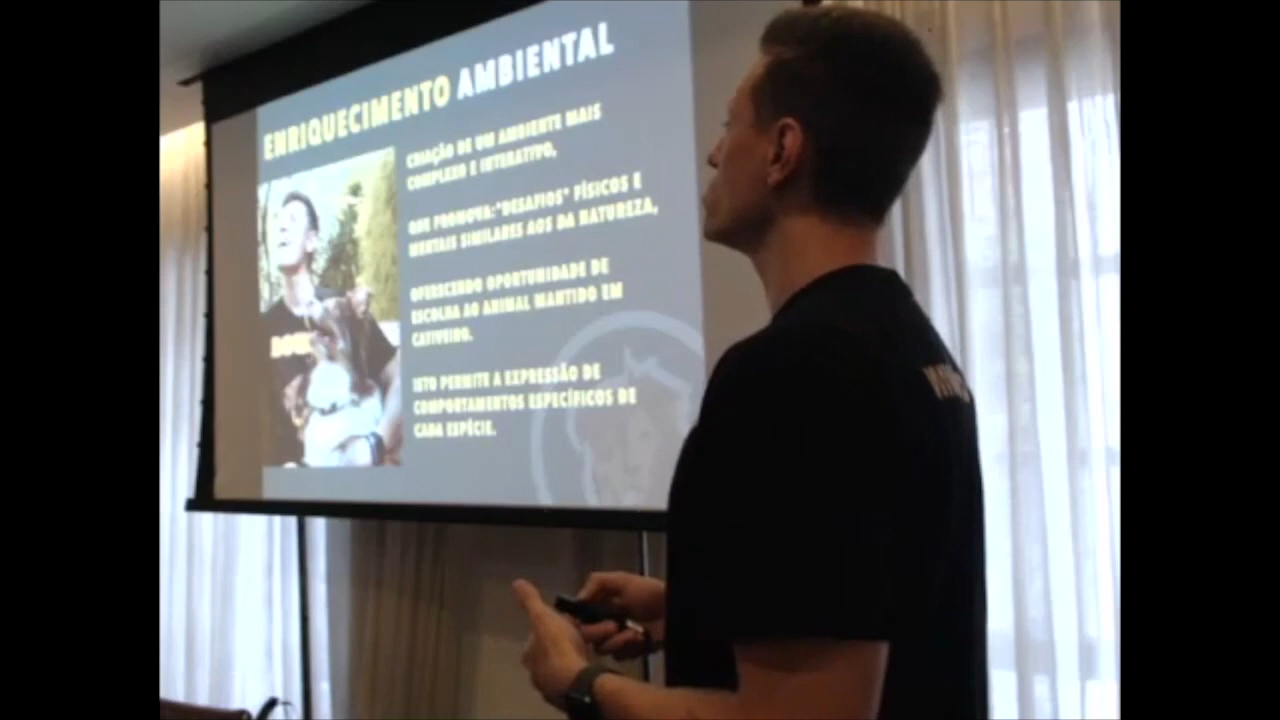 ENRIQUECIMENTO AMBIENTAL
CRIAÇÃO DE UM AMBIENTE MAIS
COMPLEXO E INTERATIVO,
QUE PROMOVA:"DESAFIOS" FÍSICOS E
MENTAIS SIMILARES AOS DA NATUREZA,
OFERECENDO OPORTUNIDADE DE
ESCOLHA AO ANIMAL MANTIDO EM
CATIVEIRO.
ISTO PERMITE A EXPRESSÃO DE
COMPORTAMENTOS ESPECÍFICOS DE
CADA ESPÉCIE.